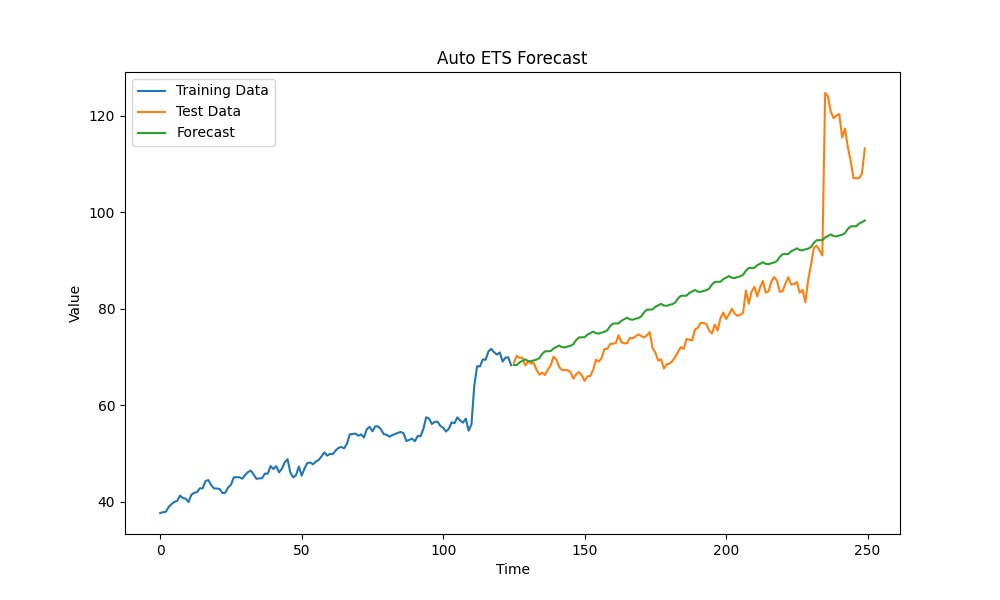 Auto ETS Forecast
Training Data
Test Data
Forecast
120
100
80
60
40
Value
0 50 100 150 200 250
Time